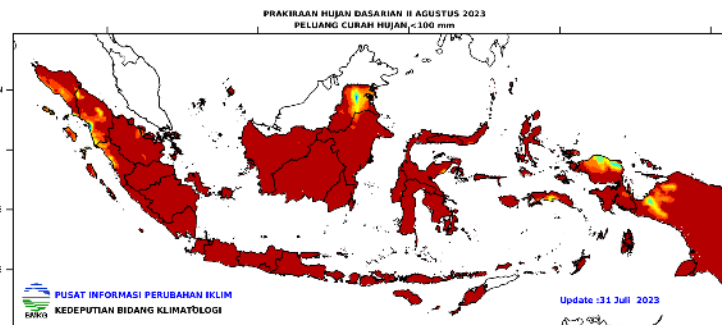 PRAKIRAAN HUJAN DASARIAN II AGUSTUS 2023
PELUANG CURAH HUJAN <100 mm
PUSAT INFORMASI PERUBAHAN IKLIM
KEDEPUTIAN BIDANG KLIMATOLOGI
BMKG
Update :31 Juli 2023